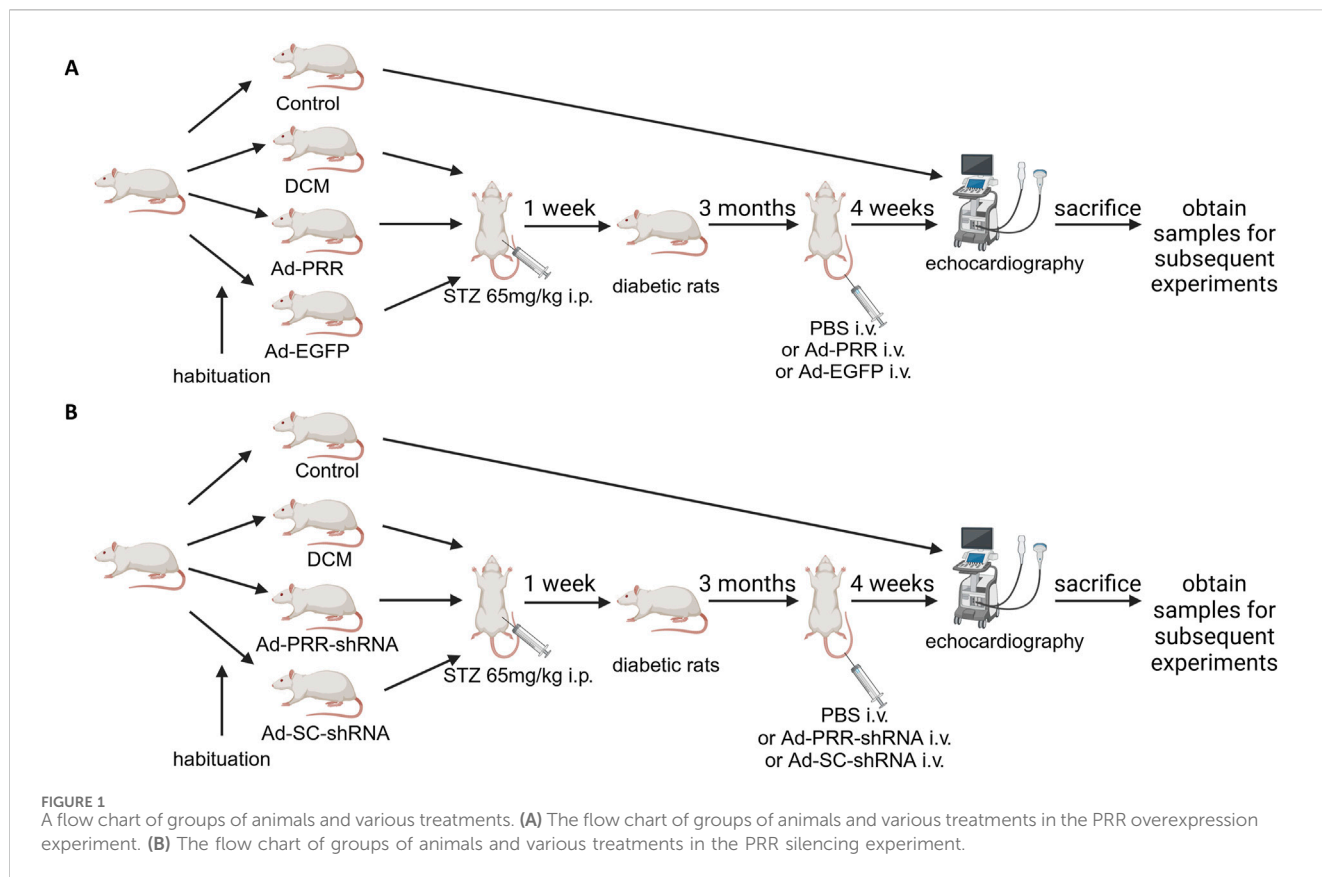 A
Control
DCM
Ad-PRR
Ad-EGFP
habituation
STZ 65mg/kg i.p.
1 week
diabetic rats
3 months
PBS i.v.
or Ad-PRR i.v.
or Ad-EGFP i.v.
4 weeks
echocardiography
sacrifice
obtain
samples for
subsequent
experiments
B
Control
DCM
Ad-PRR-shRNA
Ad-SC-shRNA
habituation
STZ 65mg/kg i.p.
1 week
diabetic rats
3 months
PBS i.v.
or Ad-PRR-shRNA i.v.
or Ad-SC-shRNA i.v.
4 weeks
echocardiography
sacrifice
obtain
samples for
subsequent
experiments
FIGURE 1
A flow chart of groups of animals and various treatments. (A) The flow chart of groups of animals and various treatments in the PRR overexpression
experiment. (B) The flow chart of groups of animals and various treatments in the PRR silencing experiment.